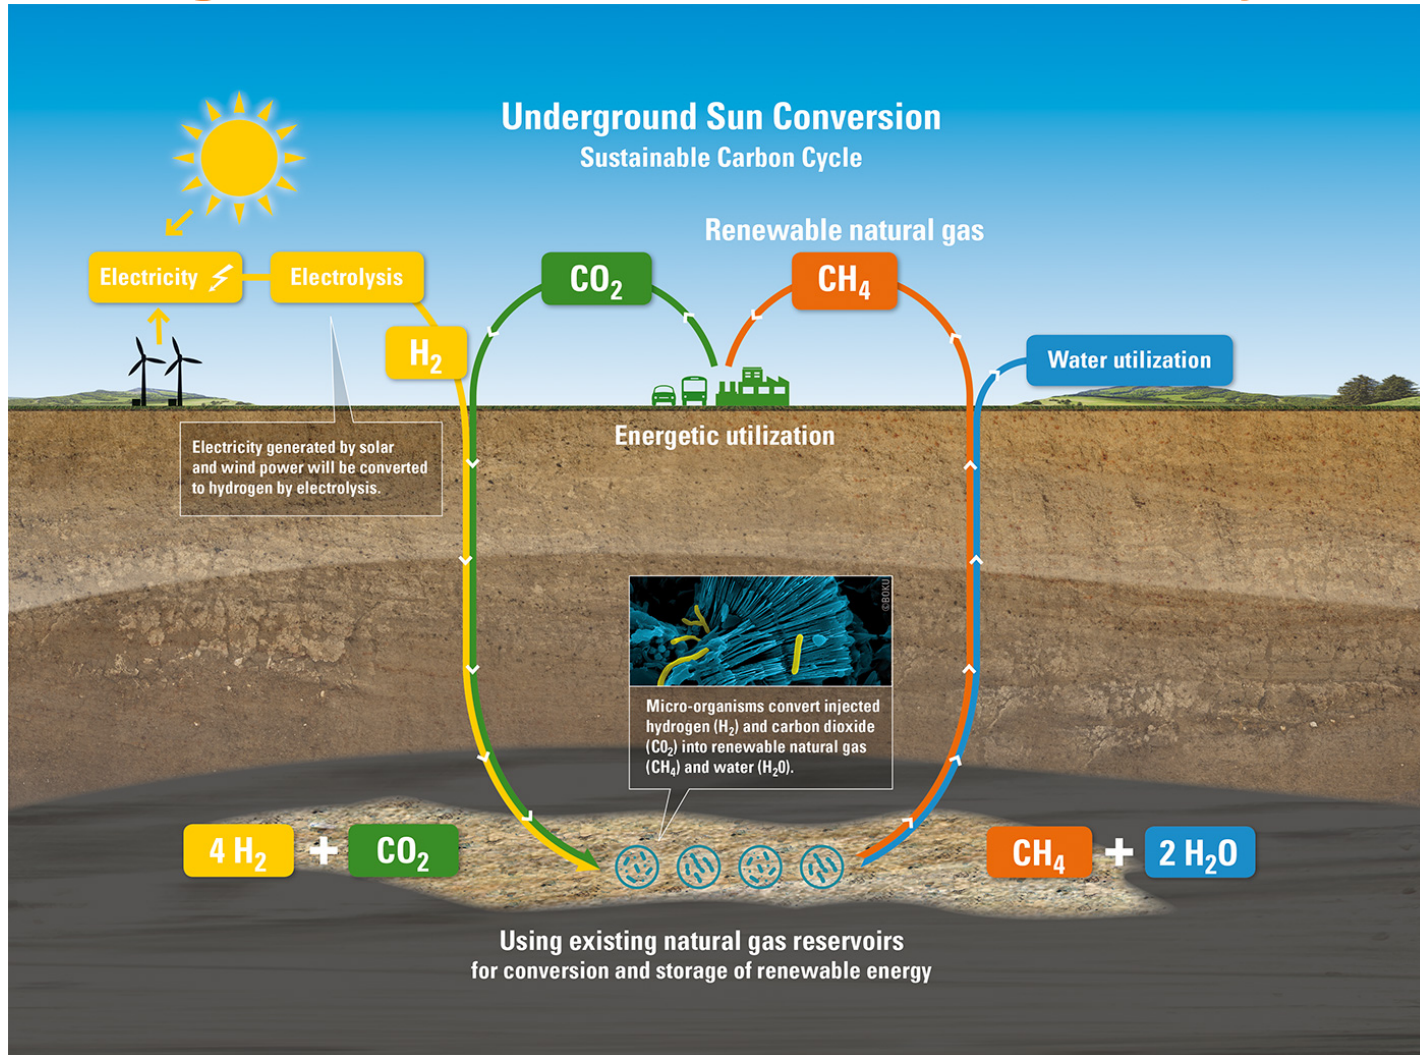 Underground Sun Conversion
Sustainable Carbon Cycle
Renewable natural gas
Electricity
Electrolysis
CO₂
CH₄
H₂
Water utilization
Energetic utilization
Electricity generated by solar
and wind power will be converted
to hydrogen by electrolysis.
©BOKU
Micro-organisms convert injected
hydrogen (H₂) and carbon dioxide
(CO₂) into renewable natural gas
(CH₄) and water (H₂0).
4 H₂ + CO₂
CH₄ + 2 H₂O
Using existing natural gas reservoirs
for conversion and storage of renewable energy